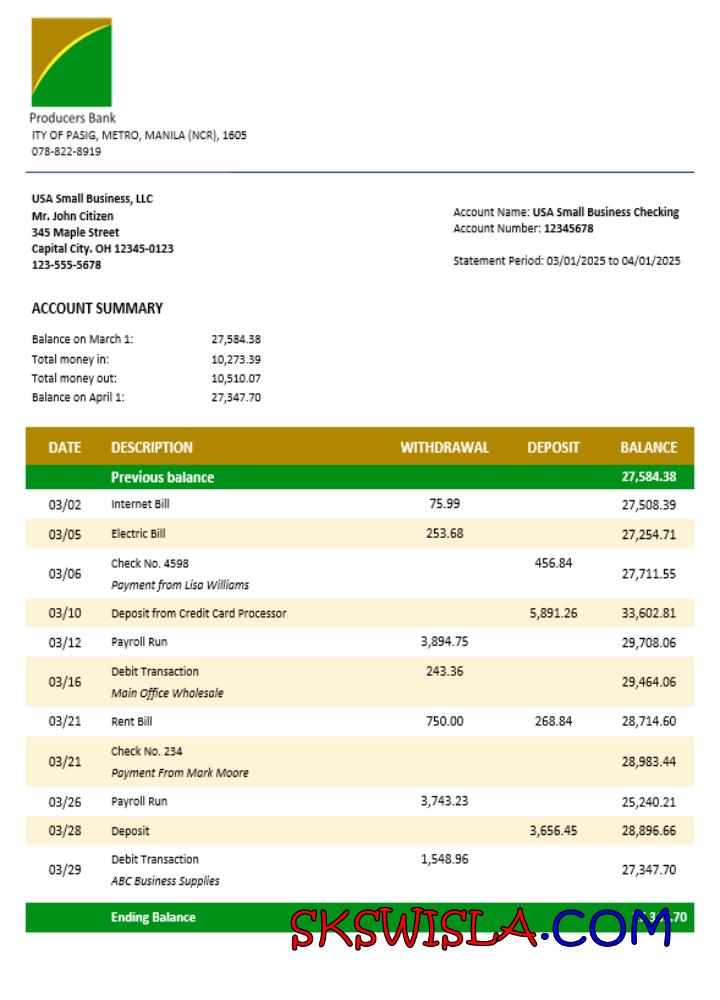 Producers Bank
ITY OF PASIG, METRO, MANILA (NCR), 1605
078-822-8919
USA Small Business, LLC
Mr. John Citizen
345 Maple Street
Capital City. OH 12345-0123
123-555-5678
Account Name: USA Small Business Checking
Account Number: 12345678
Statement Period: 03/01/2025 to 04/01/2025
ACCOUNT SUMMARY
Balance on March 1: 27,584.38
Total money in: 10,273.39
Total money out: 10,510.07
Balance on April 1: 27,347.70
DATE DESCRIPTION WITHDRAWAL DEPOSIT BALANCE
Previous balance 27,584.38
03/02 Internet Bill 75.99 27,508.39
03/05 Electric Bill 253.68 27,254.71
03/06 Check No. 4598 456.84 27,711.55
Payment from Lisa Williams
03/10 Deposit from Credit Card Processor 5,891.26 33,602.81
03/12 Payroll Run 3,894.75 29,708.06
03/16 Debit Transaction 243.36 29,464.06
Main Office Wholesale
03/21 Rent Bill 750.00 268.84 28,714.60
03/21 Check No. 234 28,983.44
Payment From Mark Moore
03/26 Payroll Run 3,743.23 25,240.21
03/28 Deposit 3,656.45 28,896.66
03/29 Debit Transaction 1,548.96 27,347.70
ABC Business Supplies
Ending Balance
SKSWISLA.COM